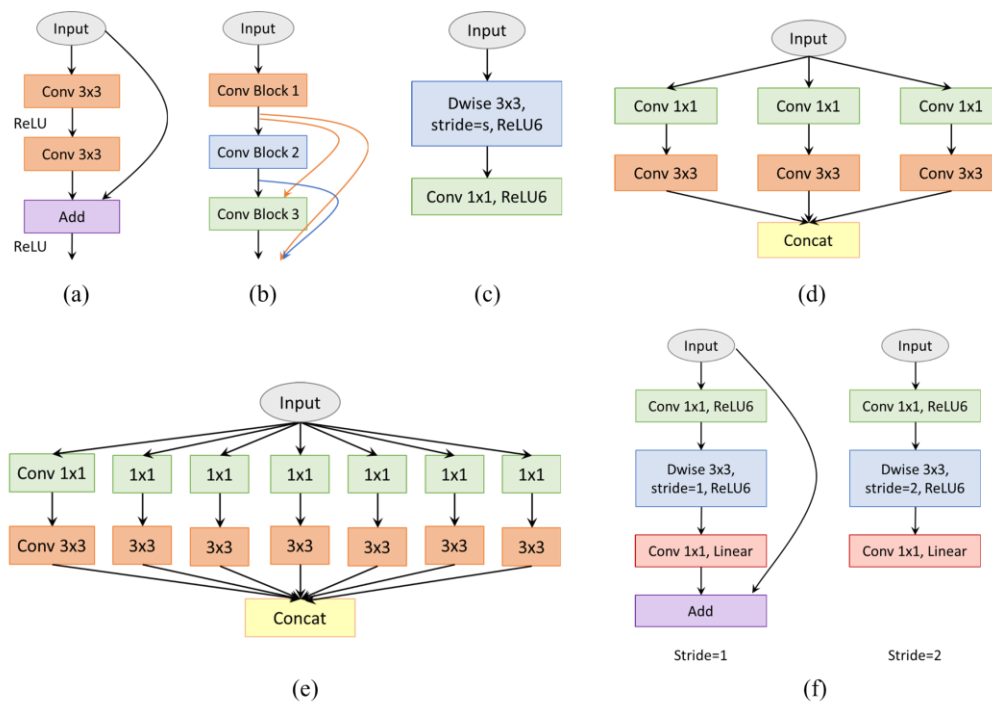 Input
Conv 3x3
ReLU
Conv 3x3
Add
ReLU
(a)
Input
Conv Block 1
Conv Block 2
Conv Block 3
(b)
Input
Dwise 3x3,
stride=s, ReLU6
Conv 1x1, ReLU6
(c)
Input
Conv 1x1
Conv 1x1
Conv 1x1
Conv 3x3
Conv 3x3
Conv 3x3
Concat
(d)
Input
Conv 1x1
1x1
1x1
1x1
1x1
1x1
1x1
Conv 3x3
3x3
3x3
3x3
3x3
3x3
3x3
Concat
(e)
Input
Conv 1x1, ReLU6
Dwise 3x3,
stride=1, ReLU6
Conv 1x1, Linear
Add
Stride=1
Input
Conv 1x1, ReLU6
Dwise 3x3,
stride=2, ReLU6
Conv 1x1, Linear
Stride=2
(f)